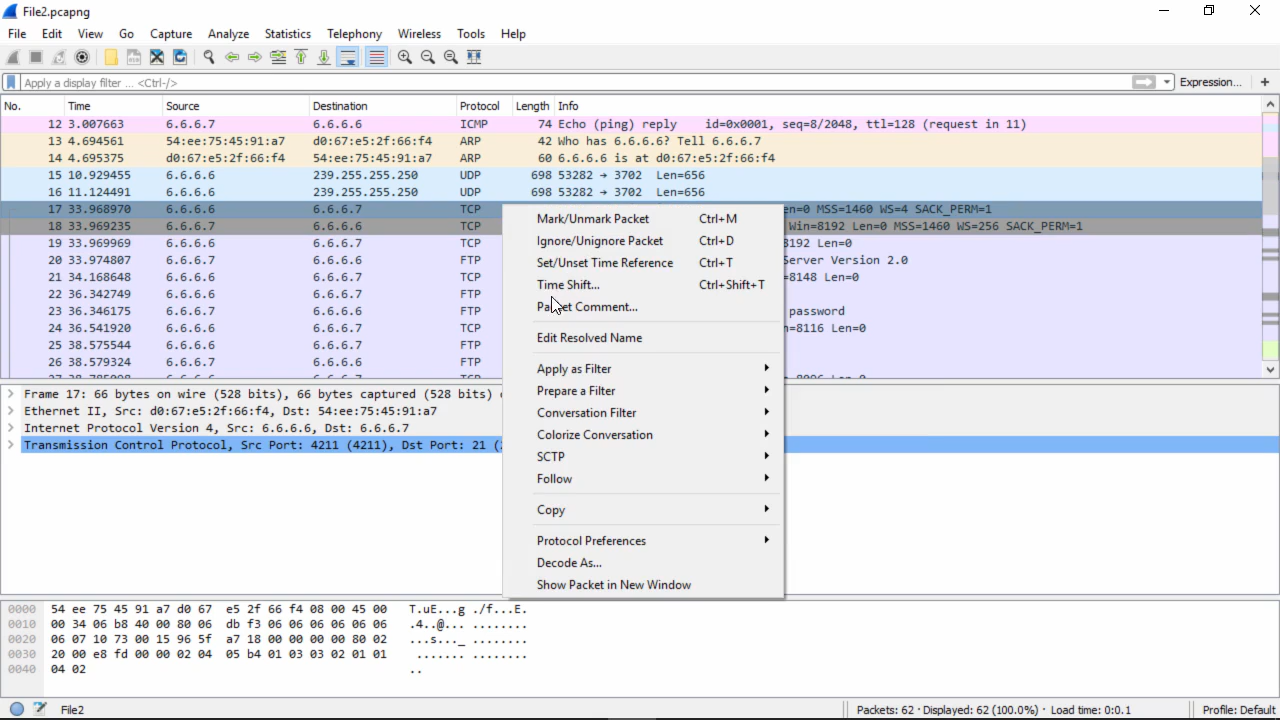 File2.pcapng
File Edit View Go Capture Analyze Statistics Telephony Wireless Tools Help
Apply a display filter ... <Ctrl-/> Expression... +
No. Time Source Destination Protocol Length Info
12 3.007663 6.6.6.7 6.6.6.6 ICMP 74 Echo (ping) reply id=0x0001, seq=8/2048, ttl=128 (request in 11)
13 4.694561 54:ee:75:45:91:a7 d0:67:e5:2f:66:f4 ARP 42 Who has 6.6.6.6? Tell 6.6.6.7
14 4.695375 d0:67:e5:2f:66:f4 54:ee:75:45:91:a7 ARP 60 6.6.6.6 is at d0:67:e5:2f:66:f4
15 10.929455 6.6.6.6 239.255.255.250 UDP 698 53282 → 3702 Len=656
16 11.124491 6.6.6.6 239.255.255.250 UDP 698 53282 → 3702 Len=656
17 33.968970 6.6.6.6 6.6.6.7 TCP en=0 MSS=1460 WS=4 SACK_PERM=1
18 33.969235 6.6.6.7 6.6.6.6 TCP Win=8192 Len=0 MSS=1460 WS=256 SACK_PERM=1
19 33.969969 6.6.6.6 6.6.6.7 TCP 8192 Len=0
20 33.974807 6.6.6.7 6.6.6.6 FTP erver Version 2.0
21 34.168648 6.6.6.6 6.6.6.7 TCP =8148 Len=0
22 36.342749 6.6.6.6 6.6.6.7 FTP
23 36.346175 6.6.6.7 6.6.6.6 FTP password
24 36.541920 6.6.6.6 6.6.6.7 TCP n=8116 Len=0
25 38.575544 6.6.6.6 6.6.6.7 FTP
26 38.579324 6.6.6.7 6.6.6.6 FTP
Mark/Unmark Packet Ctrl+M
Ignore/Unignore Packet Ctrl+D
Set/Unset Time Reference Ctrl+T
Time Shift... Ctrl+Shift+T
Packet Comment...
Edit Resolved Name
Apply as Filter
Prepare a Filter
Conversation Filter
Colorize Conversation
SCTP
Follow
Copy
Protocol Preferences
Decode As...
Show Packet in New Window
Frame 17: 66 bytes on wire (528 bits), 66 bytes captured (528 bits)
Ethernet II, Src: d0:67:e5:2f:66:f4, Dst: 54:ee:75:45:91:a7
Internet Protocol Version 4, Src: 6.6.6.6, Dst: 6.6.6.7
Transmission Control Protocol, Src Port: 4211 (4211), Dst Port: 21 (
0000 54 ee 75 45 91 a7 d0 67 e5 2f 66 f4 08 00 45 00 T.uE...g ./f...E.
0010 00 34 06 b8 40 00 80 06 db f3 06 06 06 06 06 06 .4..@... ........
0020 06 07 10 73 00 15 96 5f a7 18 00 00 00 00 80 02 ...s..._ ........
0030 20 00 e8 fd 00 00 02 04 05 b4 01 03 03 02 01 01 ....... ........
0040 04 02 ..
File2 Packets: 62 · Displayed: 62 (100.0%) · Load time: 0:0.1 Profile: Default